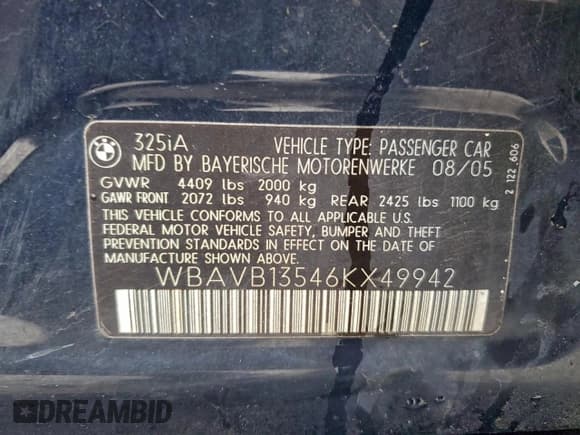 BMW
325iA VEHICLE TYPE: PASSENGER CAR
MFD BY BAYERISCHE MOTORENWERKE 08/05
GVWR 4409 lbs 2000 kg
GAWR FRONT 2072 lbs 940 kg REAR 2425 lbs 1100 kg
THIS VEHICLE CONFORMS TO ALL APPLICABLE U.S.
FEDERAL MOTOR VEHICLE SAFETY, BUMPER AND THEFT
PREVENTION STANDARDS IN EFFECT ON THE DATE OF
MANUFACTURE SHOWN ABOVE.
WBAVB13546KX49942
2 122 606
DREAMBID